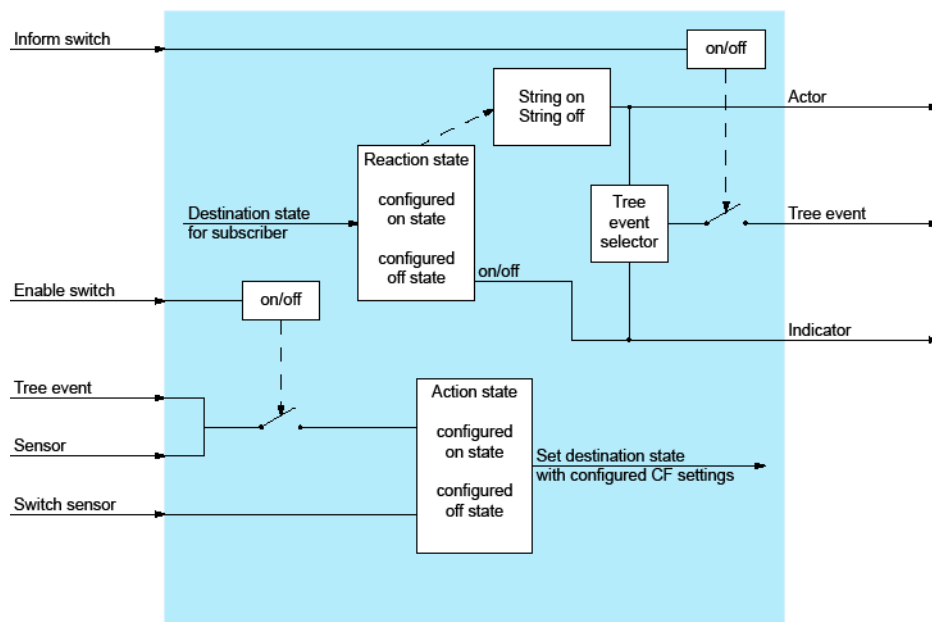 Inform switch
on/off
String on
String off
Actor
Reaction state
configured
on state
configured
off state
Destination state
for subscriber
Tree
event
selector
Tree event
on/off
Enable switch
on/off
Indicator
Tree event
Sensor
Switch sensor
Action state
configured
on state
configured
off state
Set destination state
with configured CF settings